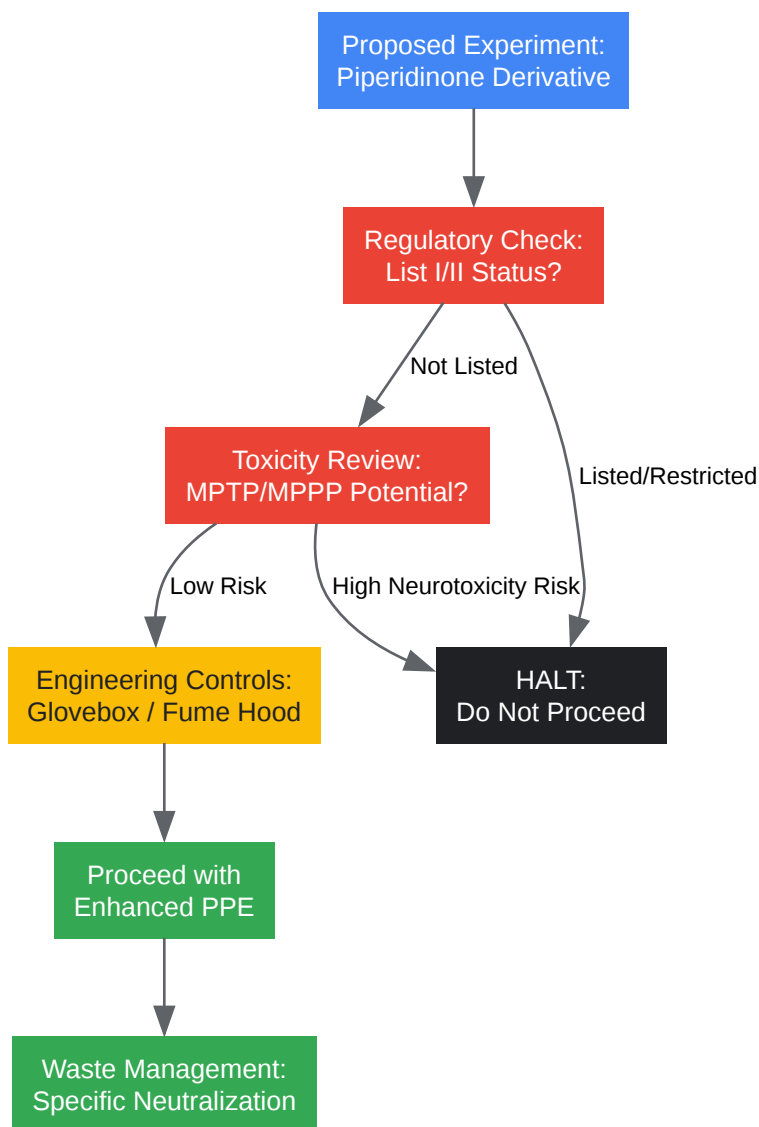 Proposed Experiment:
Piperidinone Derivative
Regulatory Check:
List I/II Status?
Not Listed
Listed/Restricted
Toxicity Review:
MPTP/MPPP Potential?
Low Risk
High Neurotoxicity Risk
Engineering Controls:
Glovebox / Fume Hood
HALT:
Do Not Proceed
Proceed with
Enhanced PPE
Waste Management:
Specific Neutralization